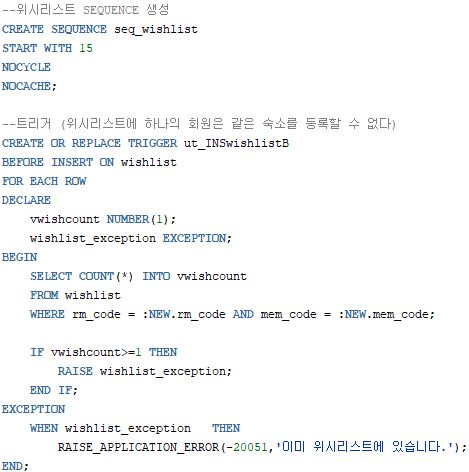 --위시리스트 SEQUENCE 생성
CREATE SEQUENCE seq_wishlist
START WITH 15
NOCYCLE
NOCACHE;
--트리거 (위시리스트에 하나의 회원은 같은 숙소를 등록할 수 없다)
CREATE OR REPLACE TRIGGER ut_INSwishlistB
BEFORE INSERT ON wishlist
FOR EACH ROW
DECLARE
    vwishcount NUMBER(1);
    wishlist_exception EXCEPTION;
BEGIN
    SELECT COUNT(*) INTO vwishcount
    FROM wishlist
    WHERE rm_code = :NEW.rm_code AND mem_code = :NEW.mem_code;
    IF vwishcount>=1 THEN
        RAISE wishlist_exception;
    END IF;
EXCEPTION
    WHEN wishlist_exception   THEN
        RAISE_APPLICATION_ERROR(-20051,'이미 위시리스트에 있습니다.');
END;